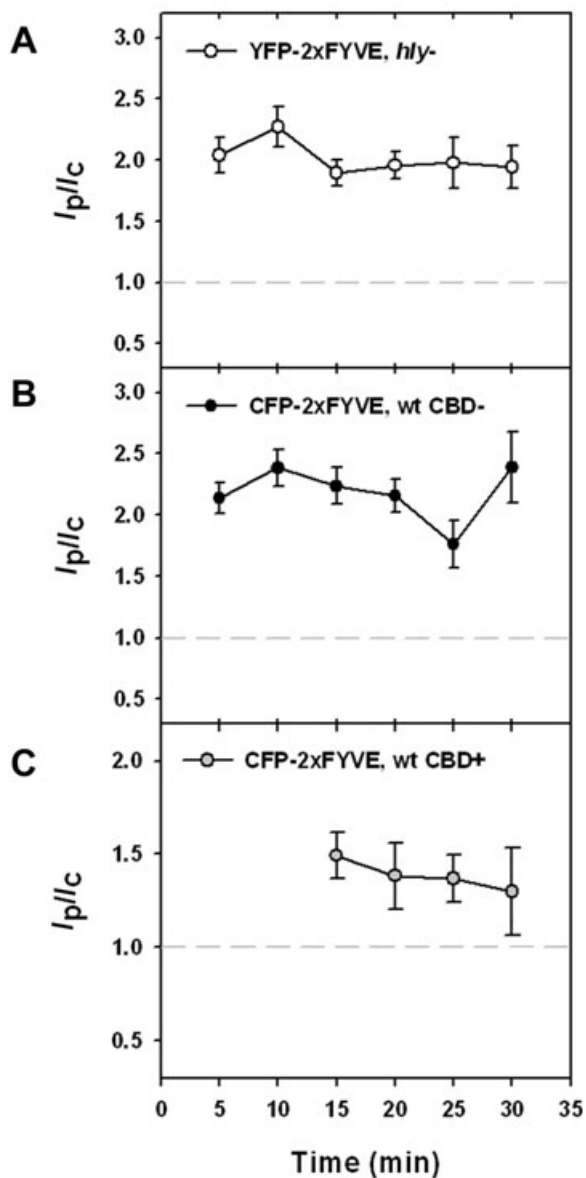 A
YFP-2xFYVE, hly-
3.0
2.5
2.0
1.5
1.0
0.5
Ip/Ic
B
CFP-2xFYVE, wt CBD-
3.0
2.5
2.0
1.5
1.0
0.5
Ip/Ic
C
CFP-2xFYVE, wt CBD+
2.0
1.5
1.0
0.5
Ip/Ic
0 5 10 15 20 25 30 35
Time (min)